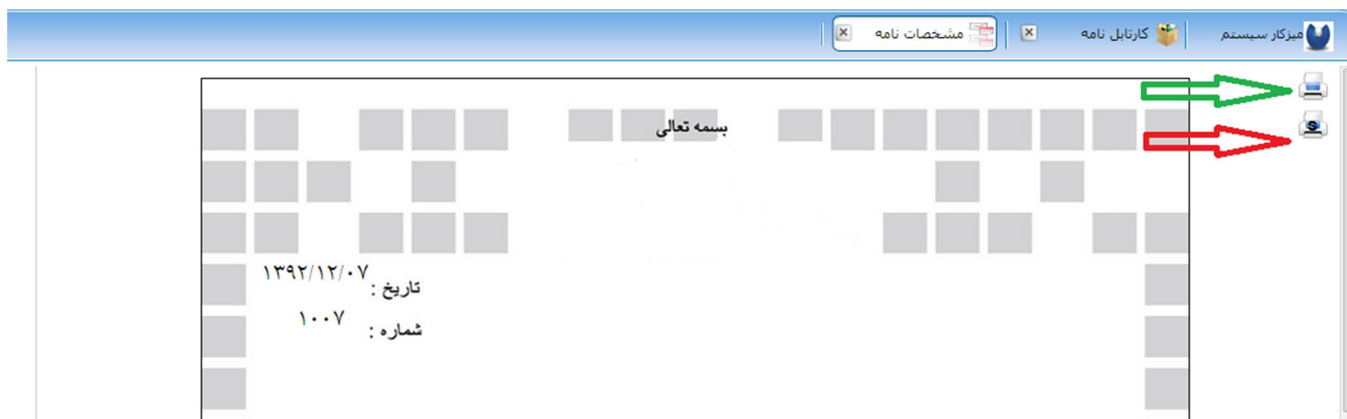 میزکار سیستم
کارتابل نامه
مشخصات نامه
بسمه تعالی
تاریخ : ۱۳۹۲/۱۲/۰۷
شماره : ۱۰۰۷